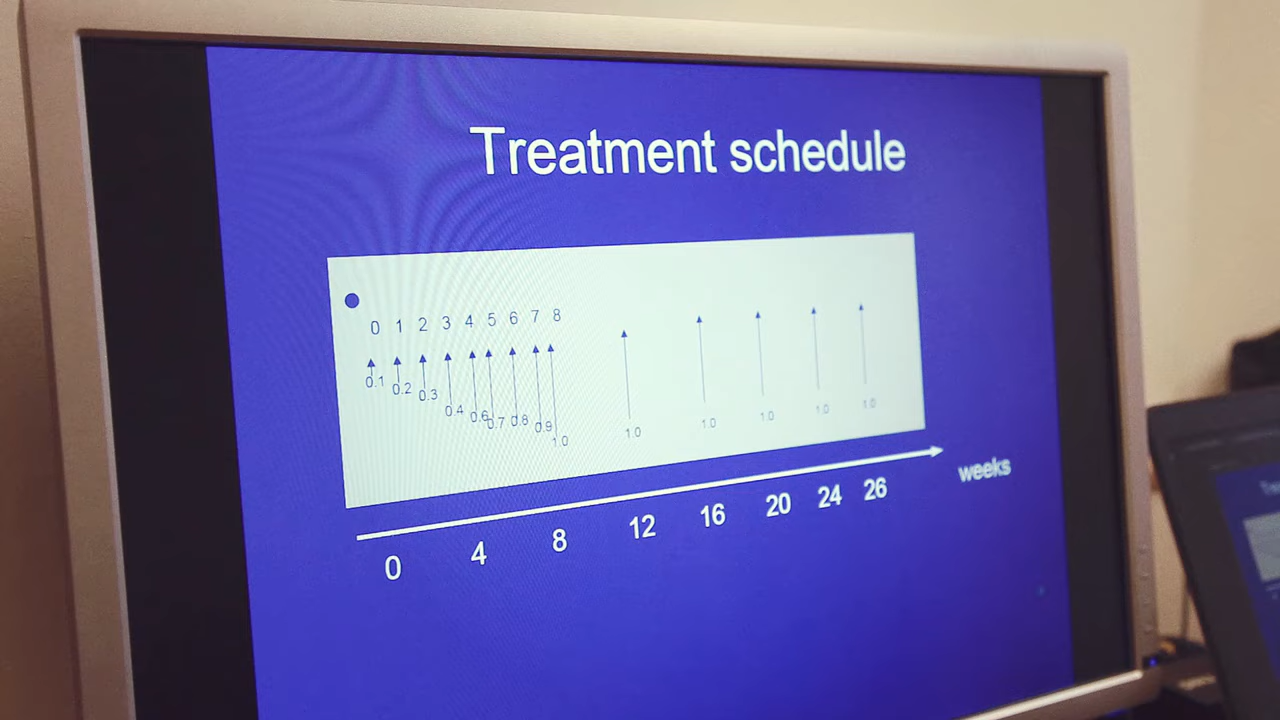 Treatment schedule
0 1 2 3 4 5 6 7 8
0.1 0.2 0.3 0.4 0.6 0.7 0.8 0.9 1.0 1.0 1.0 1.0 1.0 1.0
weeks
0 4 8 12 16 20 24 26